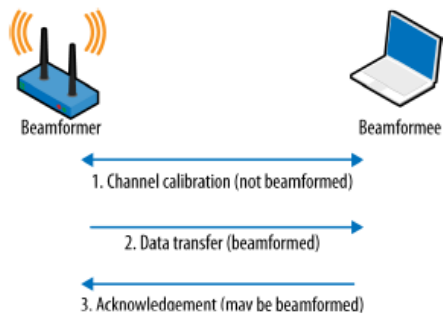 Beamformer
Beamformee
1. Channel calibration (not beamformed)
2. Data transfer (beamformed)
3. Acknowledgement (may be beamformed)